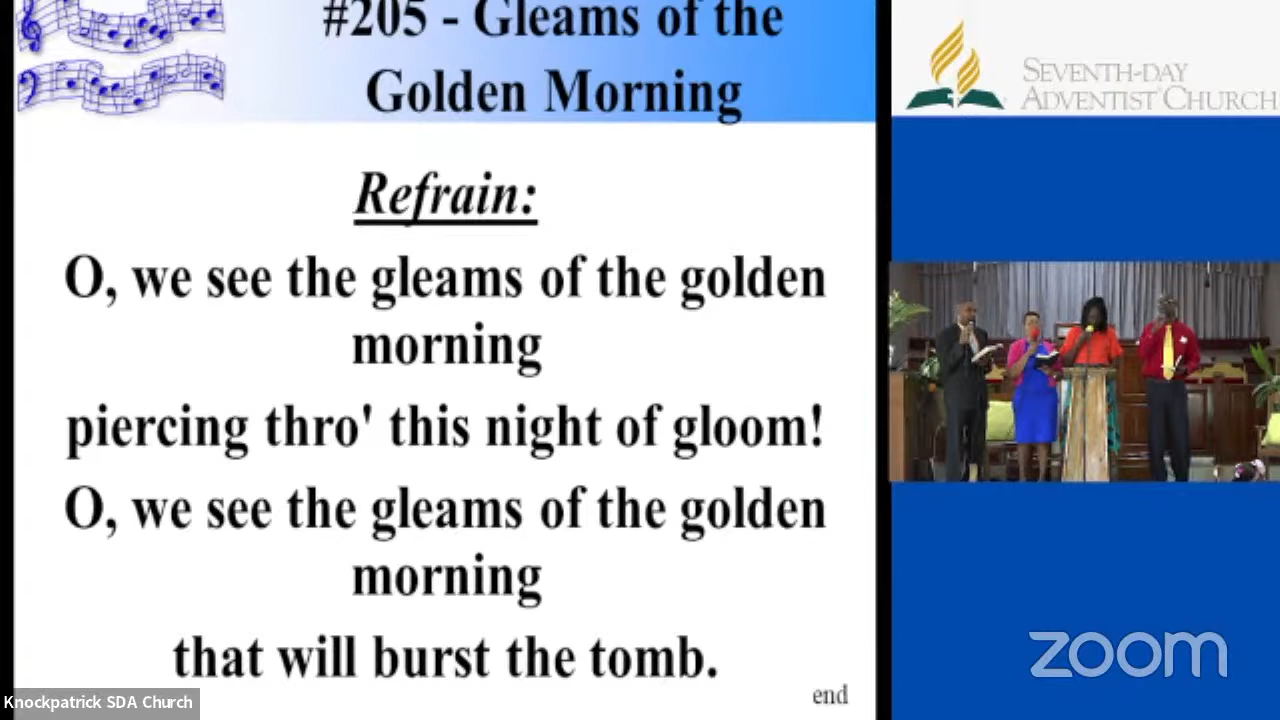 #205 - Gleams of the
Golden Morning
Refrain:
O, we see the gleams of the golden
morning
piercing thro' this night of gloom!
O, we see the gleams of the golden
morning
that will burst the tomb.
end
Knockpatrick SDA Church
SEVENTH-DAY
ADVENTIST CHURCH
zoom